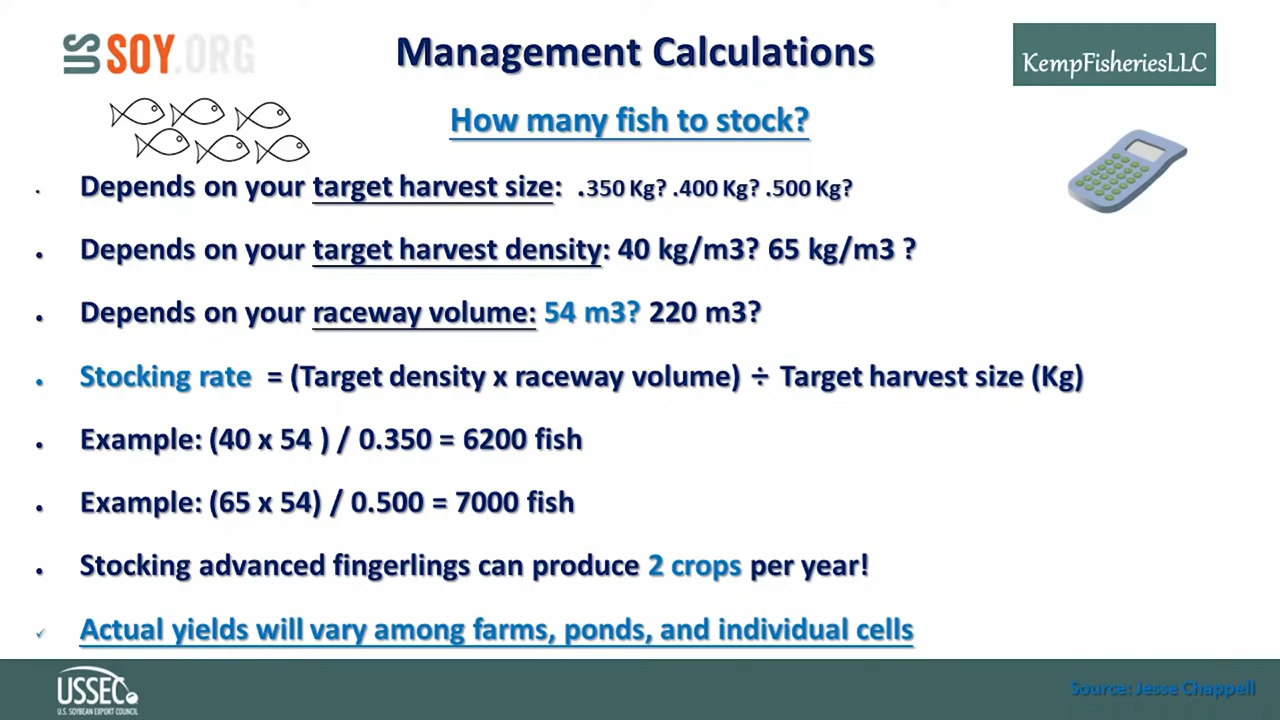 US SOY.ORG
Management Calculations
KempFisheriesLLC
How many fish to stock?
Depends on your target harvest size: .350 Kg? .400 Kg? .500 Kg?
Depends on your target harvest density: 40 kg/m3? 65 kg/m3 ?
Depends on your raceway volume: 54 m3? 220 m3?
Stocking rate = (Target density x raceway volume) ÷ Target harvest size (Kg)
Example: (40 x 54 ) / 0.350 = 6200 fish
Example: (65 x 54) / 0.500 = 7000 fish
Stocking advanced fingerlings can produce 2 crops per year!
Actual yields will vary among farms, ponds, and individual cells
USSEC
U.S. SOYBEAN EXPORT COUNCIL
Source: Jesse Chappell